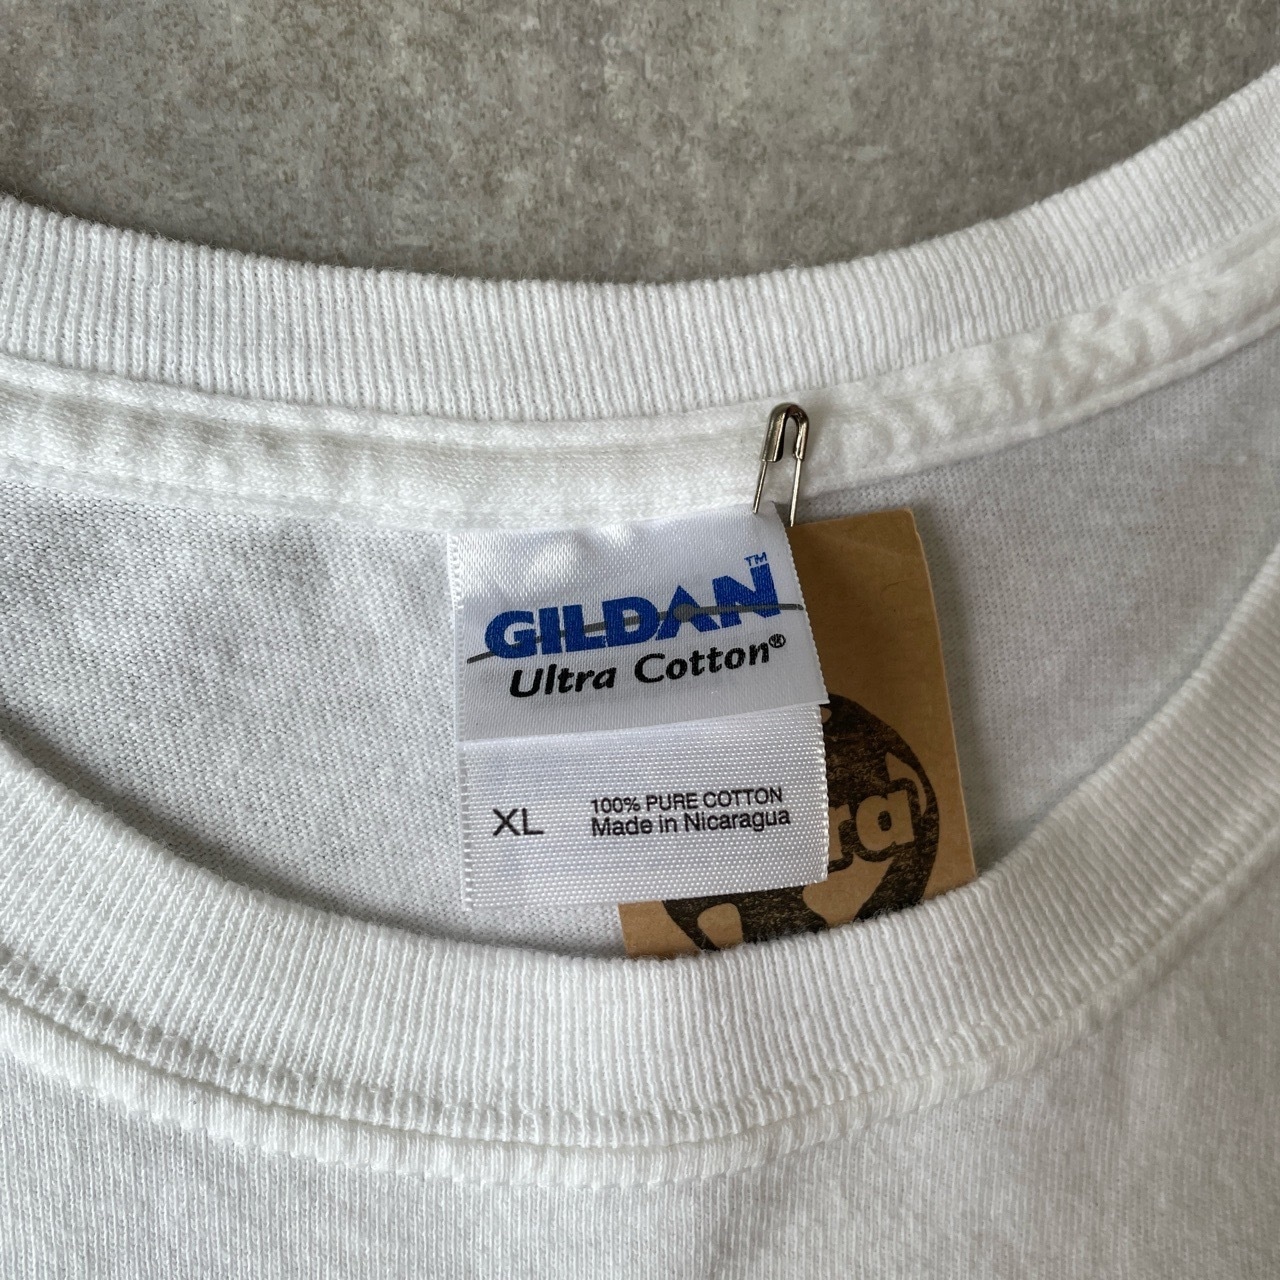 GILDAN™
Ultra Cotton®
XL
100% PURE COTTON
Made in Nicaragua